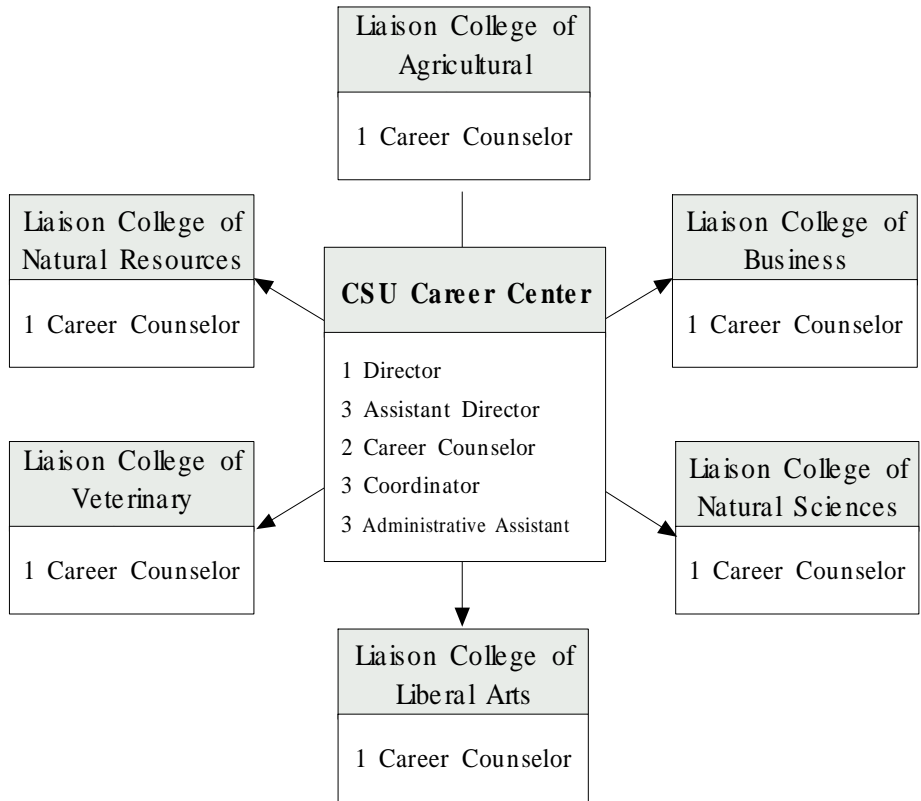 Liaison College of
Agricultural
1 Career Counselor
Liaison College of
Natural Resources
1 Career Counselor
Liaison College of
Business
1 Career Counselor
CSU Career Center
1 Director
3 Assistant Director
2 Career Counselor
3 Coordinator
3 Administrative Assistant
Liaison College of
Veterinary
1 Career Counselor
Liaison College of
Natural Sciences
1 Career Counselor
Liaison College of
Liberal Arts
1 Career Counselor